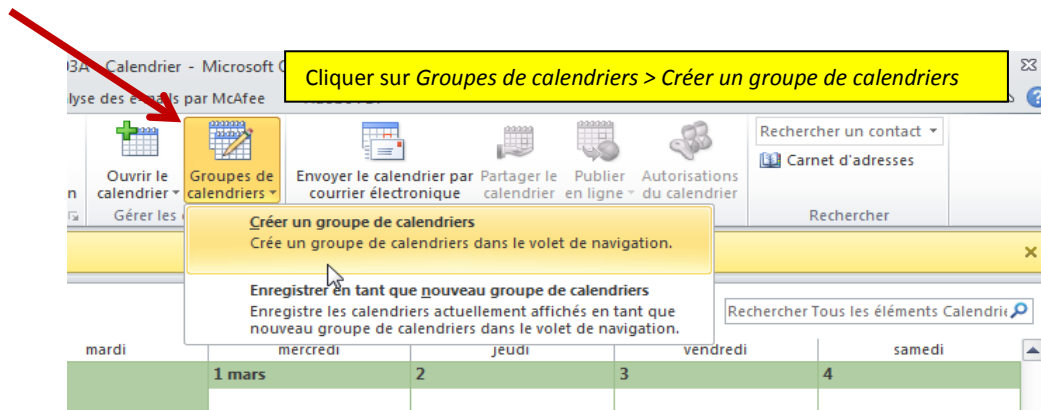 Cliquer sur Groupes de calendriers > Créer un groupe de calendriers
Calendrier - Microsoft
par McAfee
Ouvrir le calendrier
Groupes de calendriers
Envoyer le calendrier par courrier électronique
Partager le calendrier
Publier en ligne
Autorisations du calendrier
Rechercher un contact
Carnet d'adresses
Gérer les
Rechercher
Créer un groupe de calendriers
Crée un groupe de calendriers dans le volet de navigation.
Enregistrer en tant que nouveau groupe de calendriers
Enregistre les calendriers actuellement affichés en tant que
nouveau groupe de calendriers dans le volet de navigation.
Rechercher Tous les éléments
mardi mercredi jeudi vendredi samedi
1 mars 2 3 4